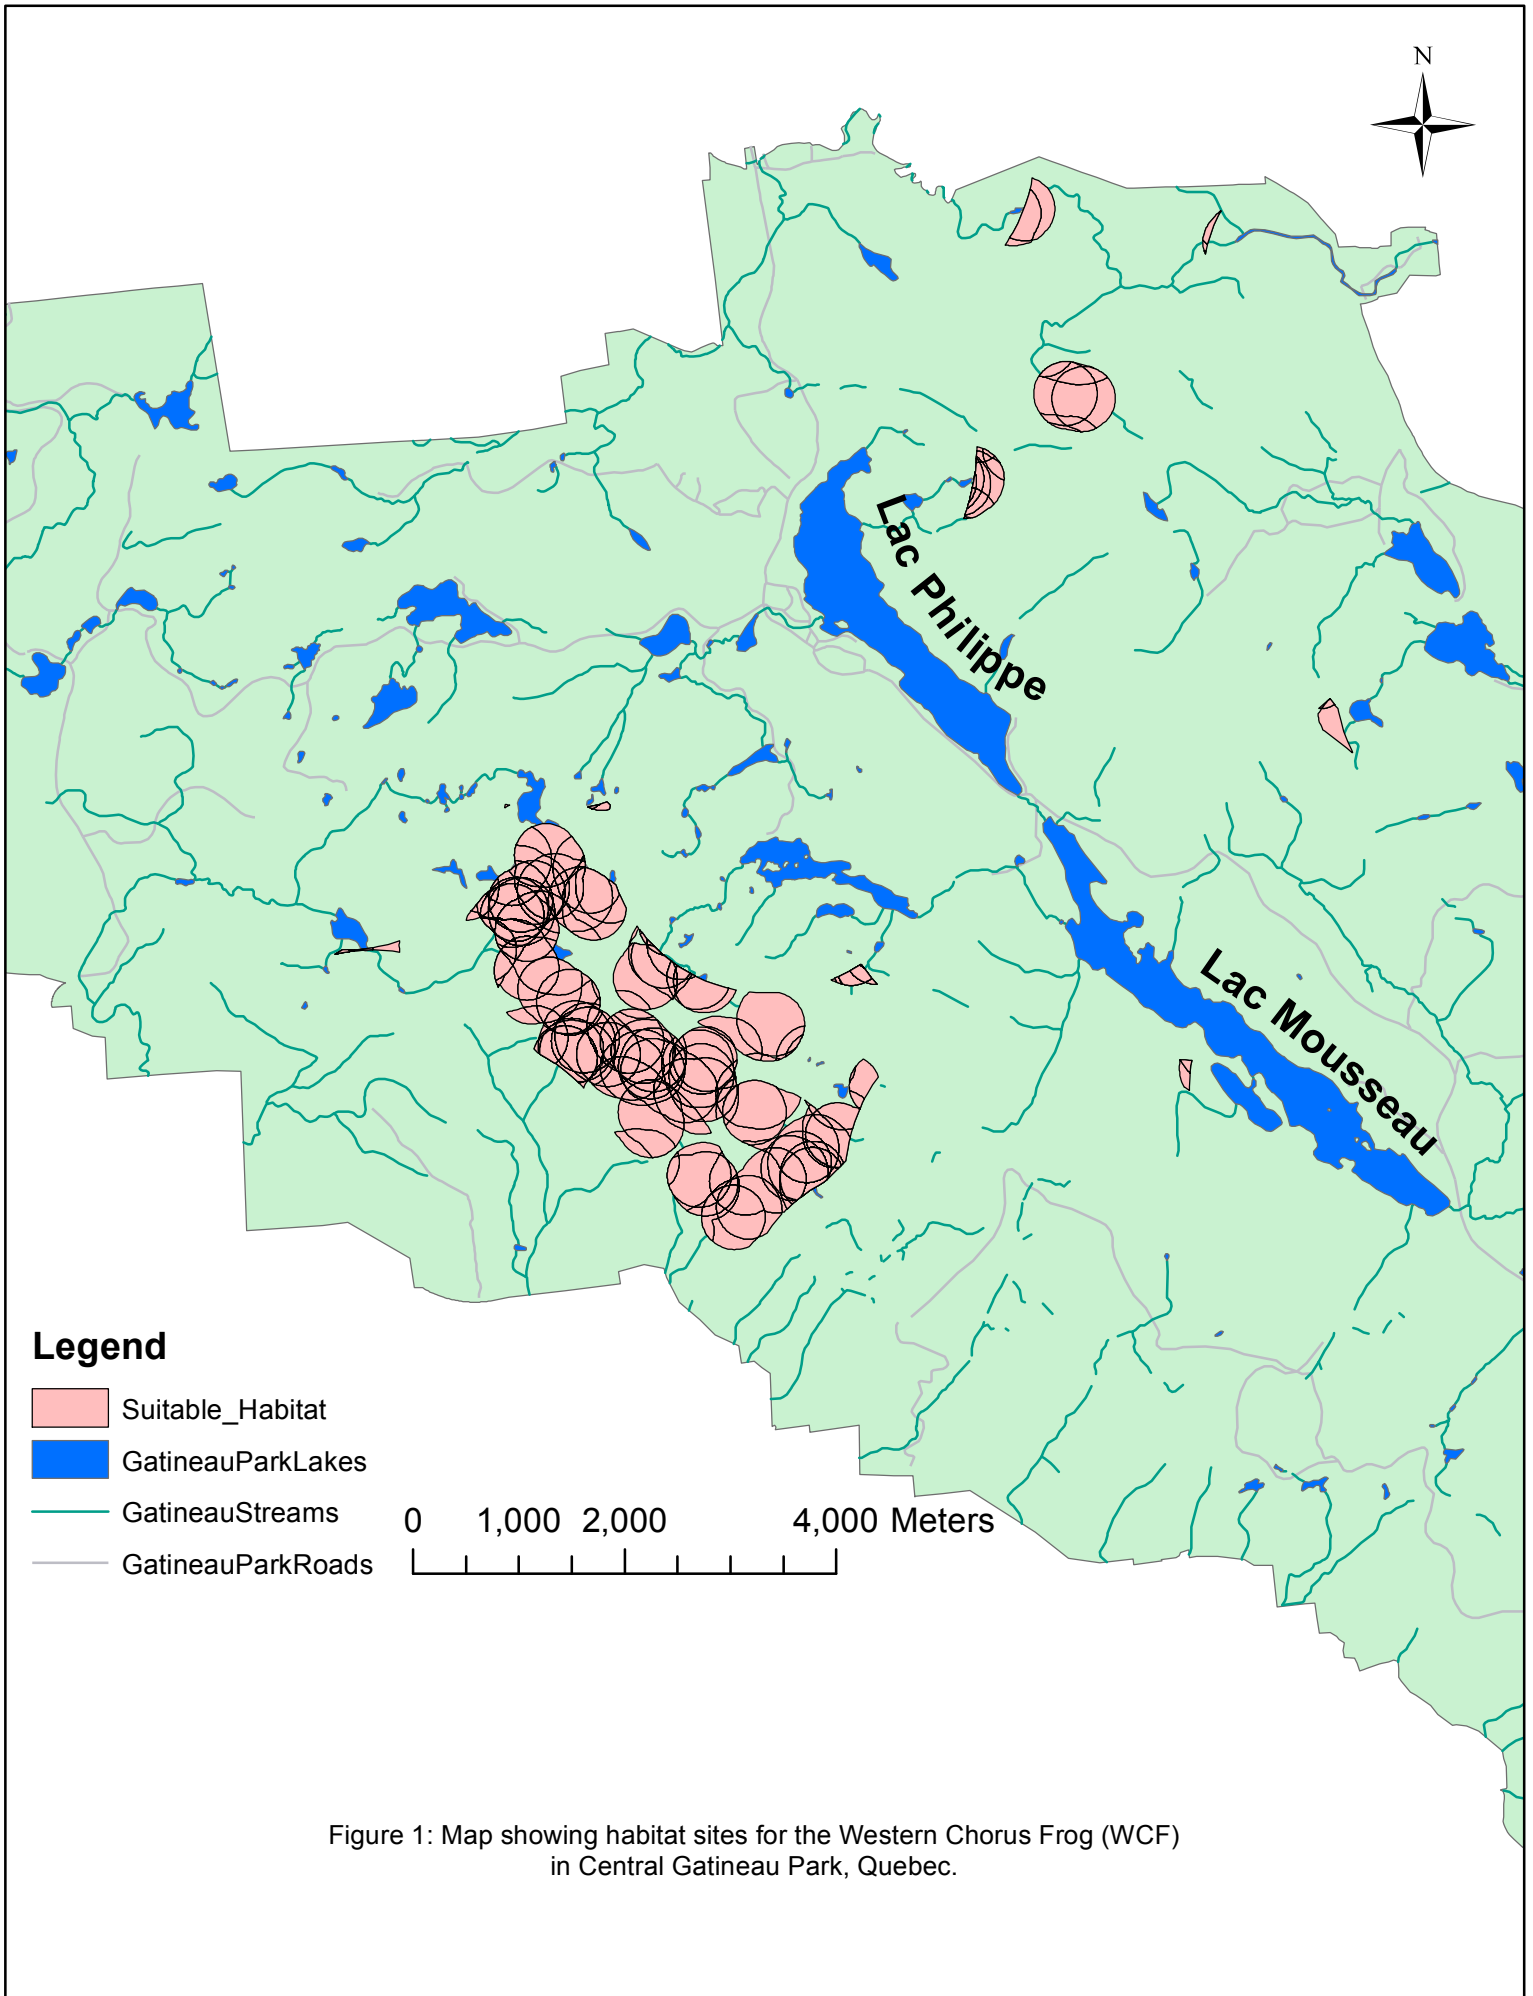 N
Lac Philippe
Lac Mousseau
Legend
Suitable_Habitat
GatineauParkLakes
GatineauStreams
GatineauParkRoads
0 1,000 2,000 4,000 Meters
Figure 1: Map showing habitat sites for the Western Chorus Frog (WCF)
in Central Gatineau Park, Quebec.